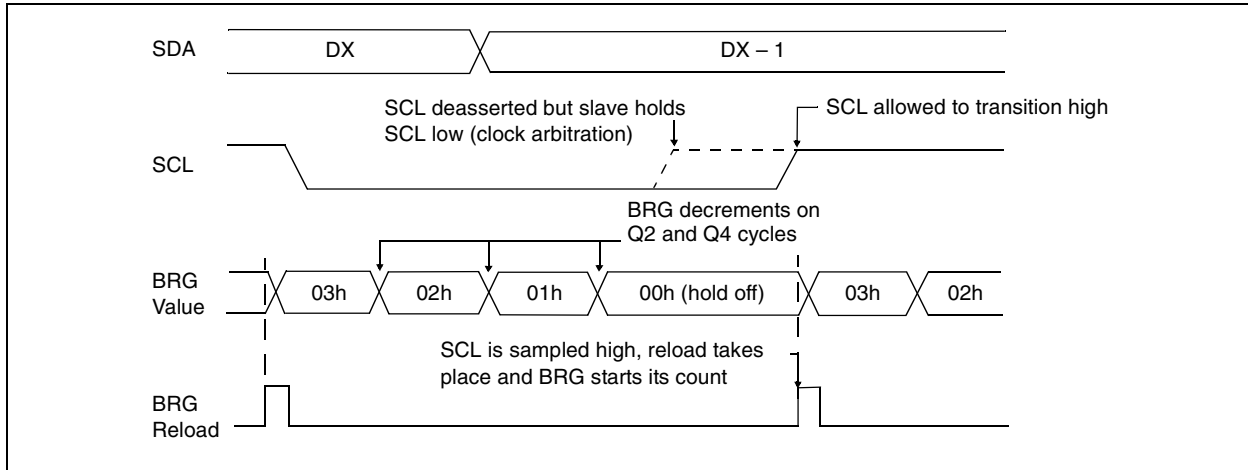 SDA
DX
DX – 1
SCL deasserted but slave holds
SCL low (clock arbitration)
SCL allowed to transition high
SCL
BRG decrements on
Q2 and Q4 cycles
BRG
Value
03h
02h
01h
00h (hold off)
03h
02h
SCL is sampled high, reload takes
place and BRG starts its count
BRG
Reload